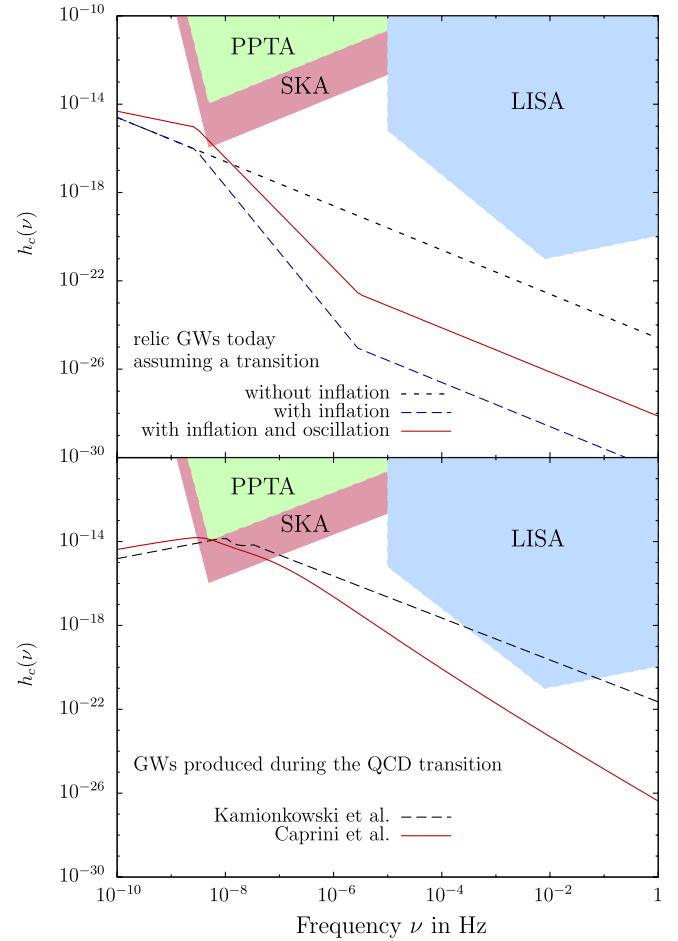 10⁻¹⁰
PPTA
SKA
LISA
10⁻¹⁴
10⁻¹⁸
h_c(ν)
10⁻²²
relic GWs today
assuming a transition
10⁻²⁶
without inflation
with inflation
with inflation and oscillation
10⁻³⁰
PPTA
SKA
LISA
10⁻¹⁴
10⁻¹⁸
h_c(ν)
10⁻²²
GWs produced during the QCD transition
10⁻²⁶
Kamionkowski et al.
Caprini et al.
10⁻³⁰
10⁻¹⁰ 10⁻⁸ 10⁻⁶ 10⁻⁴ 10⁻² 1
Frequency ν in Hz